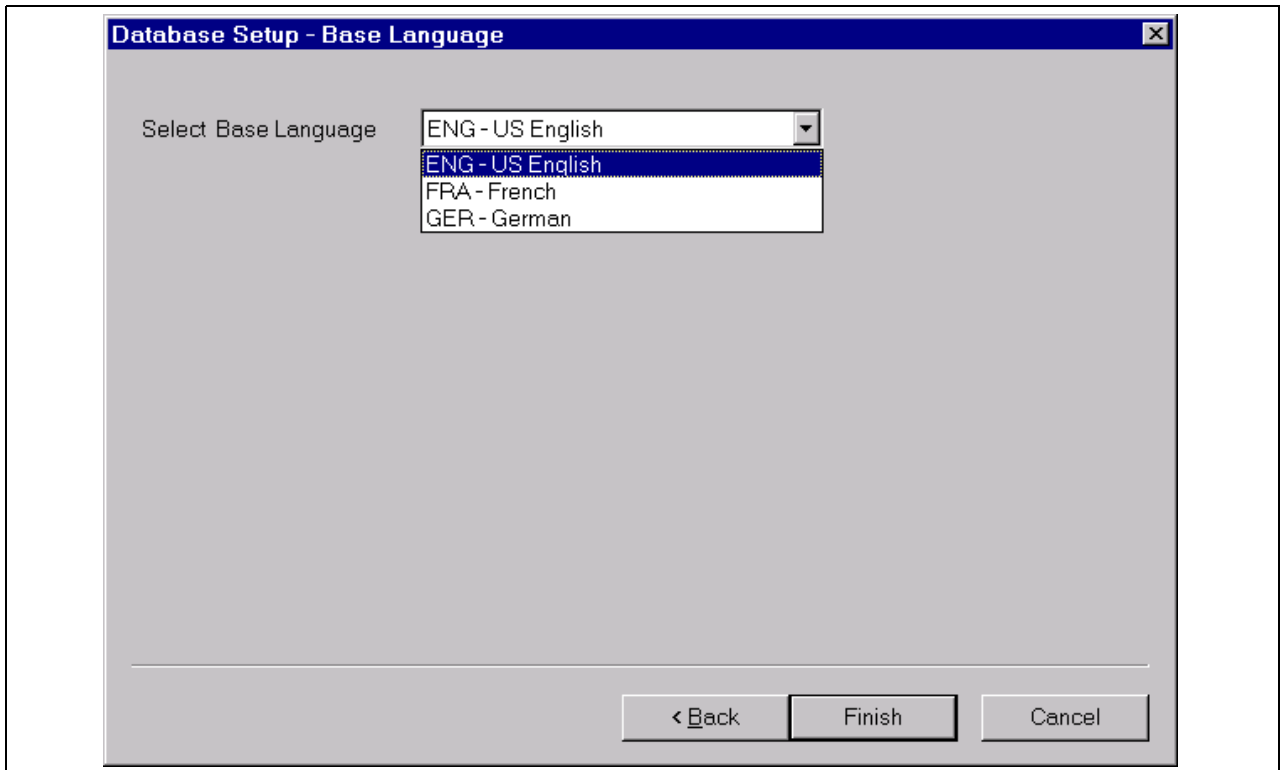 Database Setup - Base Language
Select Base Language
ENG - US English
ENG - US English
FRA - French
GER - German
< Back
Finish
Cancel